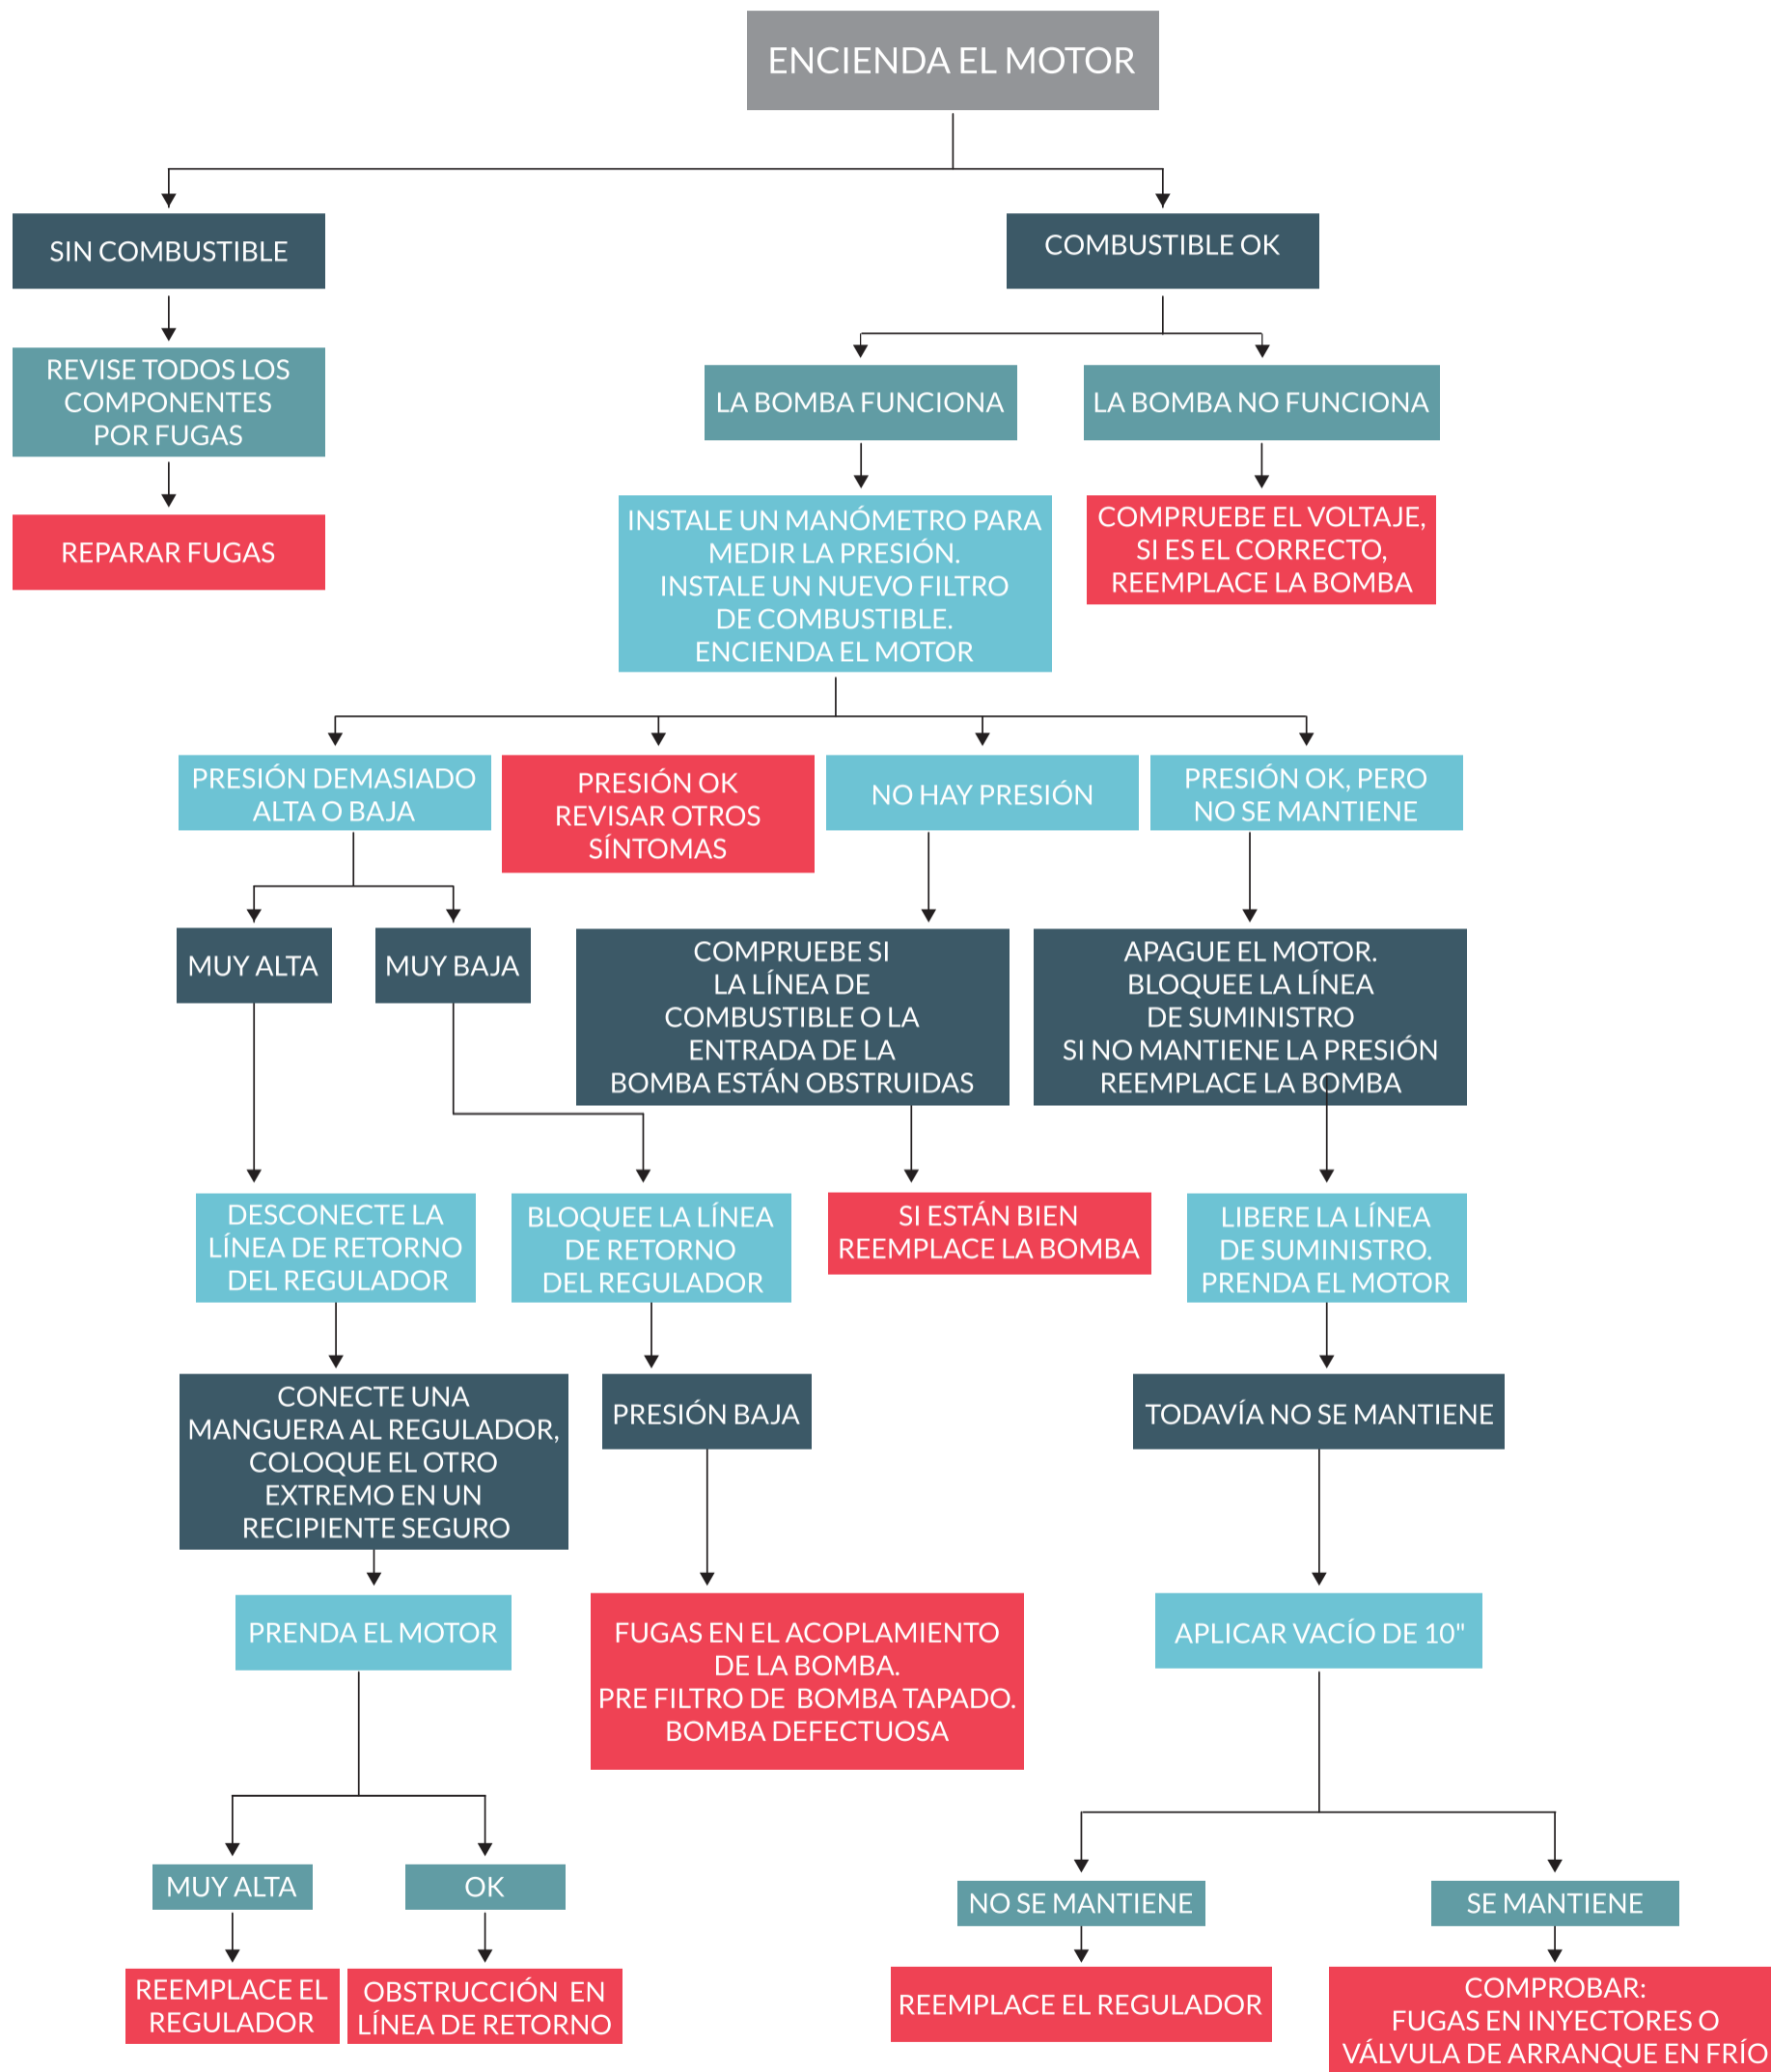 ENCIENDA EL MOTOR
SIN COMBUSTIBLE
COMBUSTIBLE OK
REVISE TODOS LOS
COMPONENTES
POR FUGAS
LA BOMBA FUNCIONA
LA BOMBA NO FUNCIONA
REPARAR FUGAS
INSTALE UN MANÓMETRO PARA
MEDIR LA PRESIÓN.
INSTALE UN NUEVO FILTRO
DE COMBUSTIBLE.
ENCIENDA EL MOTOR
COMPRUEBE EL VOLTAJE,
SI ES EL CORRECTO,
REEMPLACE LA BOMBA
PRESIÓN DEMASIADO
ALTA O BAJA
PRESIÓN OK
REVISAR OTROS
SÍNTOMAS
NO HAY PRESIÓN
PRESIÓN OK, PERO
NO SE MANTIENE
MUY ALTA
MUY BAJA
COMPRUEBE SI
LA LÍNEA DE
COMBUSTIBLE O LA
ENTRADA DE LA
BOMBA ESTÁN OBSTRUIDAS
APAGUE EL MOTOR.
BLOQUEE LA LÍNEA
DE SUMINISTRO
SI NO MANTIENE LA PRESIÓN
REEMPLACE LA BOMBA
DESCONECTE LA
LÍNEA DE RETORNO
DEL REGULADOR
BLOQUEE LA LÍNEA
DE RETORNO
DEL REGULADOR
SI ESTÁN BIEN
REEMPLACE LA BOMBA
LIBERE LA LÍNEA
DE SUMINISTRO.
PRENDA EL MOTOR
CONECTE UNA
MANGUERA AL REGULADOR,
COLOQUE EL OTRO
EXTREMO EN UN
RECIPIENTE SEGURO
PRESIÓN BAJA
TODAVÍA NO SE MANTIENE
PRENDA EL MOTOR
FUGAS EN EL ACOPLAMIENTO
DE LA BOMBA.
PRE FILTRO DE BOMBA TAPADO.
BOMBA DEFECTUOSA
APLICAR VACÍO DE 10"
MUY ALTA
OK
NO SE MANTIENE
SE MANTIENE
REEMPLACE EL
REGULADOR
OBSTRUCCIÓN EN
LÍNEA DE RETORNO
REEMPLACE EL REGULADOR
COMPROBAR:
FUGAS EN INYECTORES O
VÁLVULA DE ARRANQUE EN FRÍO